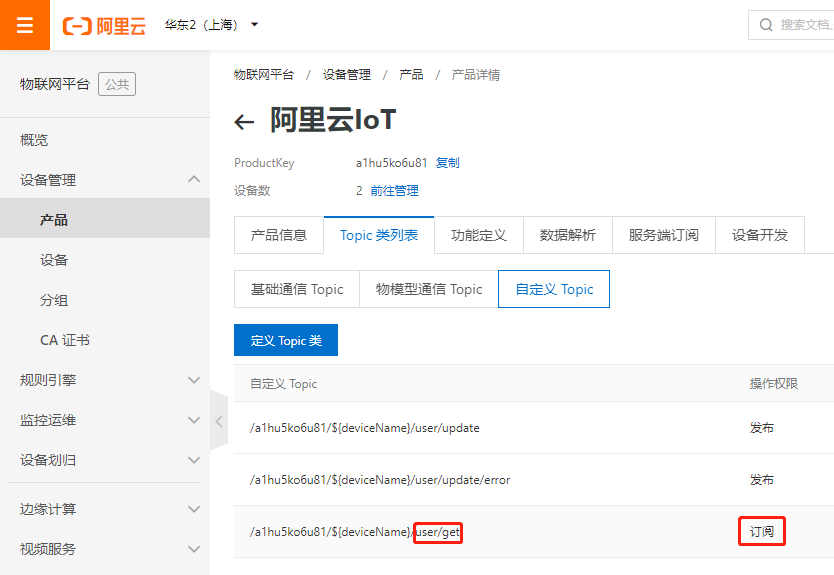 阿里云 华东2（上海） 搜索文档、
物联网平台 公共
概览
设备管理
产品
设备
分组
CA 证书
规则引擎
监控运维
设备划归
边缘计算
视频服务
物联网平台 / 设备管理 / 产品 / 产品详情
← 阿里云IoT
ProductKey a1hu5ko6u81 复制
设备数 2 前往管理
产品信息 Topic 类列表 功能定义 数据解析 服务端订阅 设备开发
基础通信 Topic 物模型通信 Topic 自定义 Topic
定义 Topic 类
自定义 Topic 操作权限
/a1hu5ko6u81/${deviceName}/user/update 发布
/a1hu5ko6u81/${deviceName}/user/update/error 发布
/a1hu5ko6u81/${deviceName}/user/get 订阅